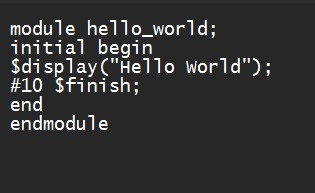 module hello_world;
initial begin
$display("Hello World");
#10 $finish;
end
endmodule